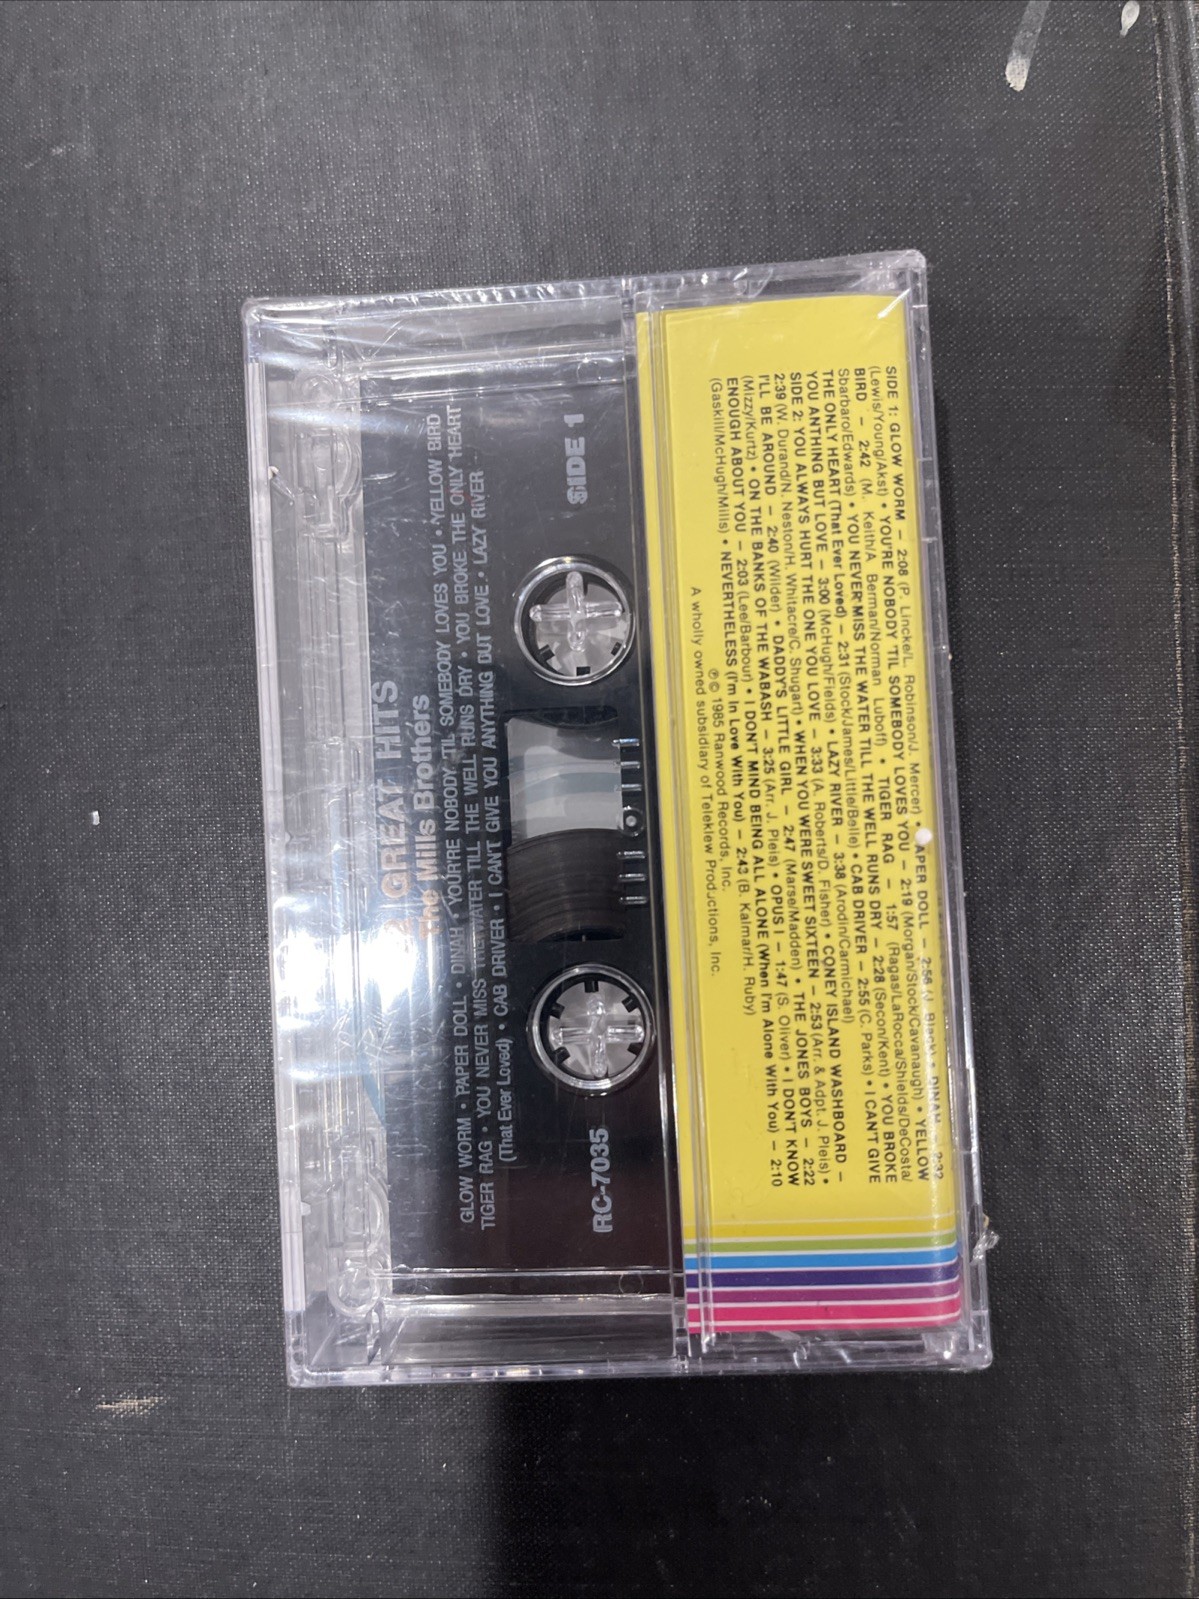 SIDE 1: GLOW WORM — 2:08 (P. Lincke/L. Robinson/J. Mercer) • PAPER DOLL — 2:56 (J. Black) • DINAH — 2:32
(Lewis/Young/Akst) • YOU'RE NOBODY 'TIL SOMEBODY LOVES YOU — 2:19 (Morgan/Stock/Cavanaugh) • YELLOW
BIRD — 2:42 (M. Keith/A. Berman/Norman Luboff) • TIGER RAG — 1:57 (Ragas/LaRocca/Shields/DeCosta/
Sbarbaro/Edwards) • YOU NEVER MISS THE WATER TILL THE WELL RUNS DRY — 2:28 (Secon/Kent) • YOU BROKE
THE ONLY HEART (That Ever Loved) — 2:31 (Stock/James/Little/Belle) • CAB DRIVER — 2:55 (C. Parks) • I CAN'T GIVE
YOU ANTHING BUT LOVE — 3:00 (McHugh/Fields) • LAZY RIVER — 3:38 (Arodin/Carmichael)
SIDE 2: YOU ALWAYS HURT THE ONE YOU LOVE — 3:33 (A. Roberts/D. Fisher) • CONEY ISLAND WASHBOARD —
2:39 (W. Durand/N. Neston/H. Whitacre/C. Shugart) • WHEN YOU WERE SWEET SIXTEEN — 2:53 (Arr. & Adpt. J. Pleis) •
I'LL BE AROUND — 2:40 (Wilder) • DADDY'S LITTLE GIRL — 2:47 (Marse/Madden) • THE JONES BOYS — 2:22
(Mizzy/Kurtz) • ON THE BANKS OF THE WABASH — 3:25 (Arr. J. Pleis) • OPUS I — 1:47 (S. Oliver) • I DON'T KNOW
ENOUGH ABOUT YOU — 2:03 (Lee/Barbour) • I DON'T MIND BEING ALL ALONE (When I'm Alone With You) — 2:10
(Gaskill/McHugh/Mills) • NEVERTHELESS (I'm In Love With You) — 2:43 (B. Kalmar/H. Ruby)
℗© 1985 Ranwood Records, Inc.
A wholly owned subsidiary of Teleklew Productions, Inc.
GREAT HITS
The Mills Brothers
GLOW WORM • PAPER DOLL • DINAH • YOU'RE NOBODY 'TIL SOMEBODY LOVES YOU • YELLOW BIRD
TIGER RAG • YOU NEVER MISS THE WATER TILL THE WELL RUNS DRY • YOU BROKE THE ONLY HEART
(That Ever Loved) • CAB DRIVER • I CAN'T GIVE YOU ANYTHING BUT LOVE • LAZY RIVER
RC-7035
SIDE 1